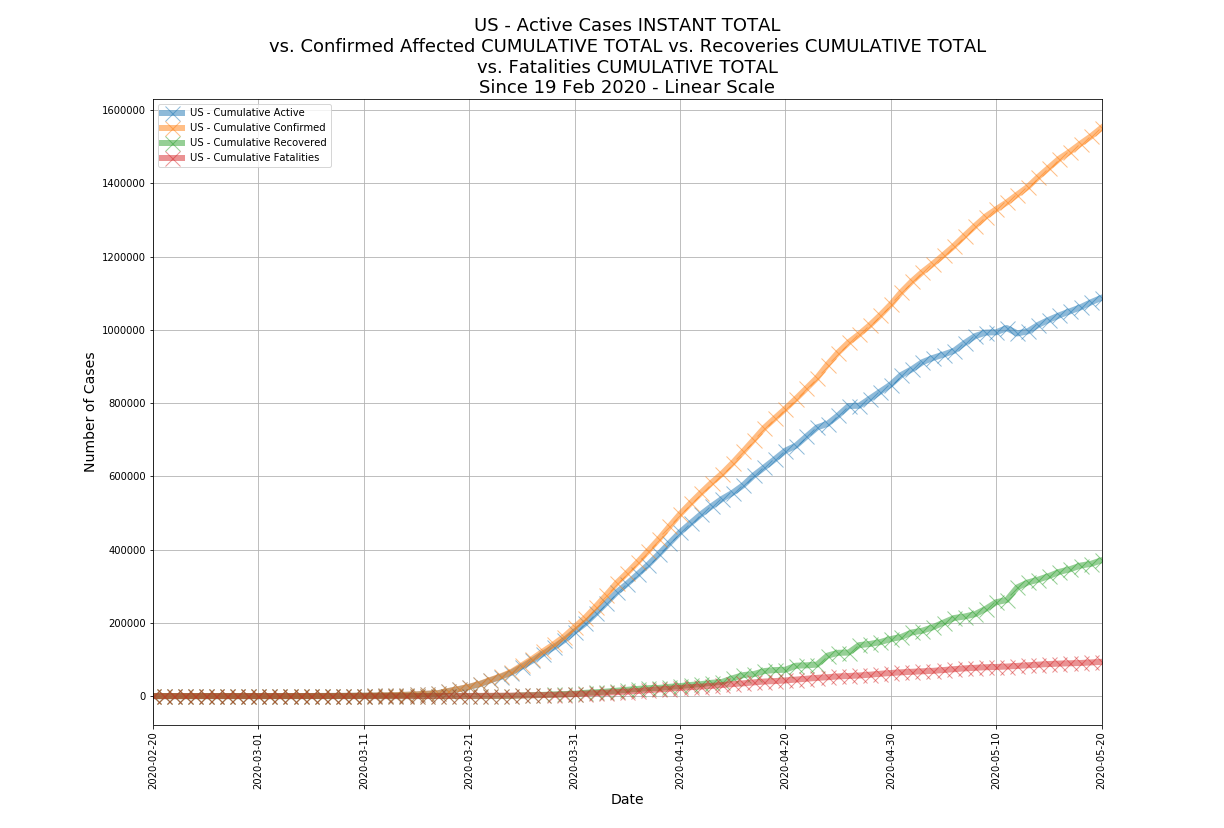 US - Active Cases INSTANT TOTAL
vs. Confirmed Affected CUMULATIVE TOTAL vs. Recoveries CUMULATIVE TOTAL
vs. Fatalities CUMULATIVE TOTAL
Since 19 Feb 2020 - Linear Scale
US - Cumulative Active
US - Cumulative Confirmed
US - Cumulative Recovered
US - Cumulative Fatalities
1600000
1400000
1200000
1000000
800000
600000
400000
200000
0
Number of Cases
2020-02-20
2020-03-01
2020-03-11
2020-03-21
2020-03-31
2020-04-10
2020-04-20
2020-04-30
2020-05-10
2020-05-20
Date